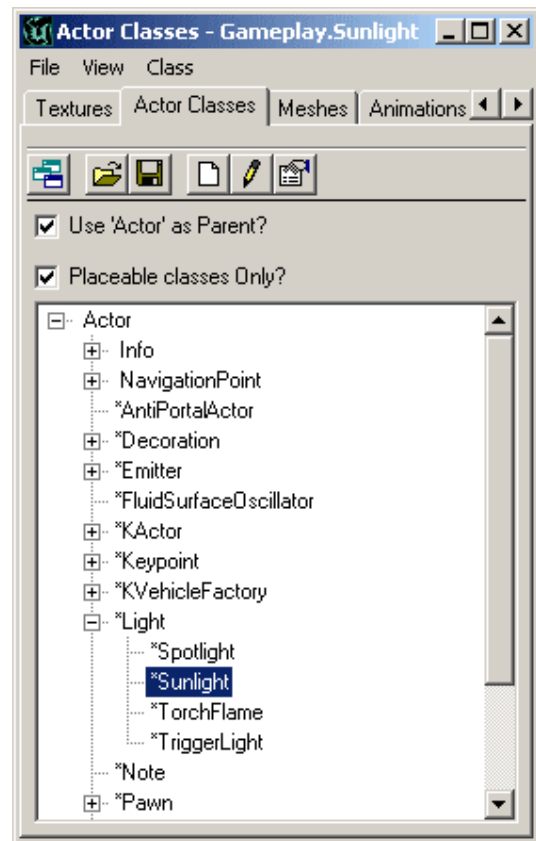 Actor Classes - Gameplay.Sunlight
File View Class
Textures Actor Classes Meshes Animations
Use 'Actor' as Parent?
Placeable classes Only?
Actor
Info
NavigationPoint
*AntiPortalActor
*Decoration
*Emitter
*FluidSurfaceOscillator
*KActor
*Keypoint
*KVehicleFactory
*Light
*Spotlight
*Sunlight
*TorchFlame
*TriggerLight
*Note
*Pawn